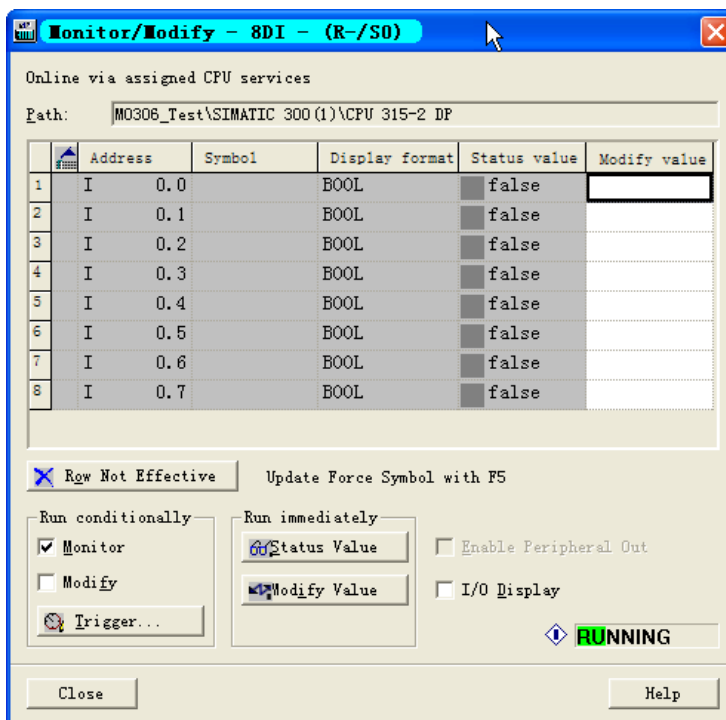 Monitor/Modify - 8DI - (R-/S0)
Online via assigned CPU services
Path: M0306_Test\SIMATIC 300(1)\CPU 315-2 DP
Address Symbol Display format Status value Modify value
1 I 0.0 BOOL false
2 I 0.1 BOOL false
3 I 0.2 BOOL false
4 I 0.3 BOOL false
5 I 0.4 BOOL false
6 I 0.5 BOOL false
7 I 0.6 BOOL false
8 I 0.7 BOOL false
Row Not Effective Update Force Symbol with F5
Run conditionally Run immediately
Monitor Status Value Enable Peripheral Out
Modify Modify Value I/O Display
Trigger... RUNNING
Close Help